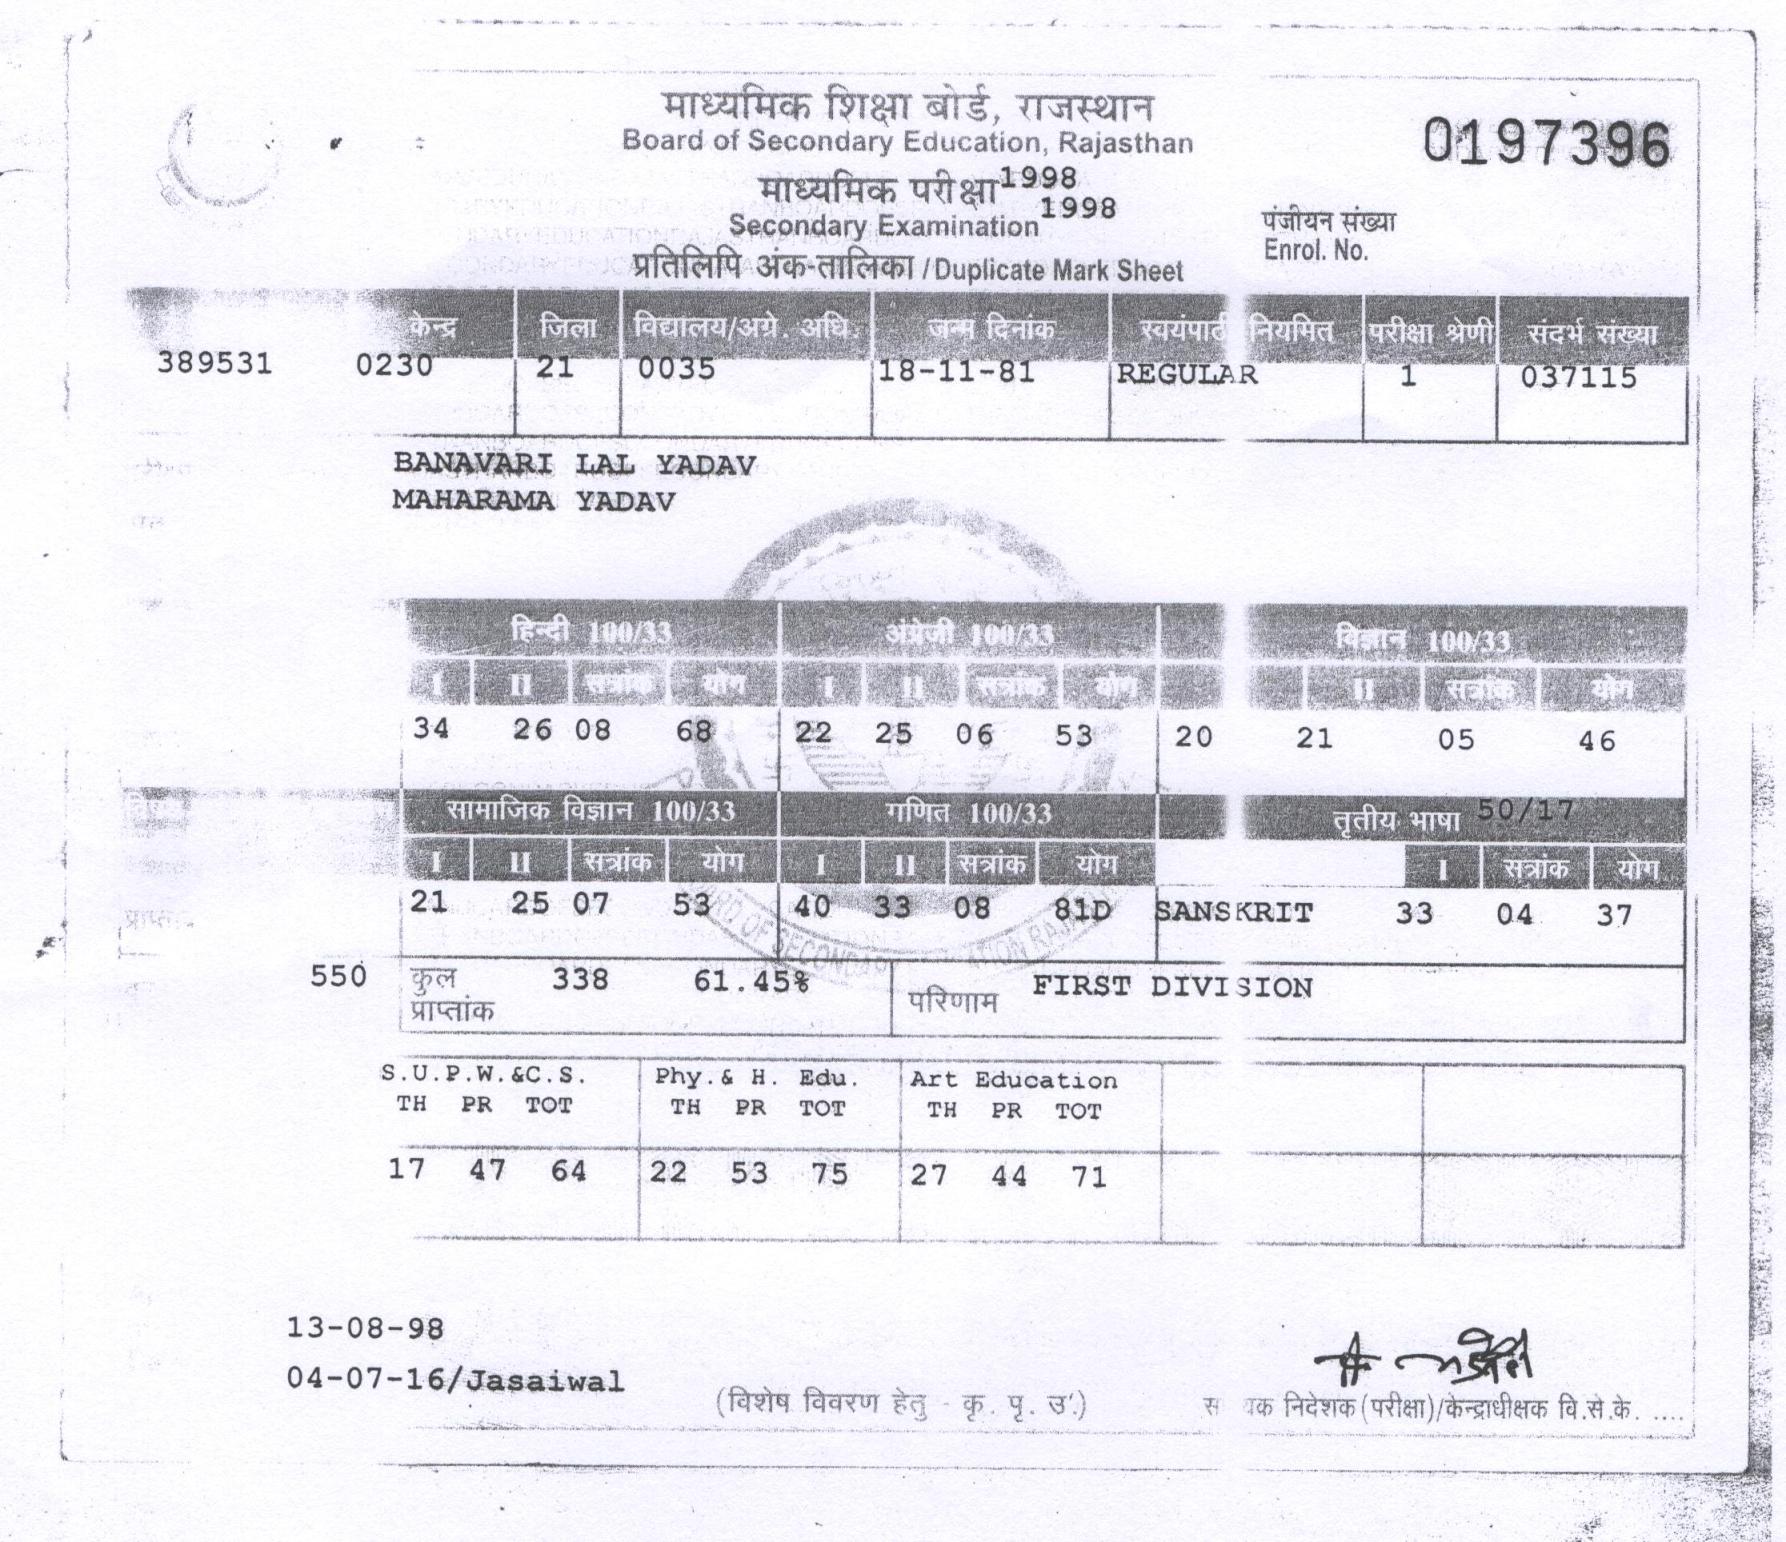 माध्यमिक शिक्षा बोर्ड, राजस्थान
Board of Secondary Education, Rajasthan
0197396
माध्यमिक परीक्षा 1998
Secondary Examination 1998
पंजीयन संख्या
Enrol. No.
प्रतिलिपि अंक-तालिका / Duplicate Mark Sheet
केन्द्र जिला विद्यालय/अग्रे. अधि. जन्म दिनांक नियमित परीक्षा श्रेणी संदर्भ संख्या
389531 0230 21 0035 18-11-81 REGULAR 1 037115
BANAVARI LAL YADAV
MAHARAMA YADAV
हिन्दी 100/33 अंग्रेजी 100/33 विज्ञान 100/33
I II सत्रांक योग I II सत्रांक योग II सत्रांक योग
34 26 08 68 22 25 06 53 20 21 05 46
सामाजिक विज्ञान 100/33 गणित 100/33 तृतीय भाषा 50/17
I II सत्रांक योग I II सत्रांक योग I सत्रांक योग
21 25 07 53 40 33 08 81D SANSKRIT 33 04 37
550 कुल प्राप्तांक 338 61.45% परिणाम FIRST DIVISION
S.U.P.W.&C.S. Phy.& H. Edu. Art Education
TH PR TOT TH PR TOT TH PR TOT
17 47 64 22 53 75 27 44 71
13-08-98
04-07-16/Jasaiwal
(विशेष विवरण हेतु - कृ. पृ. उ.)
निदेशक (परीक्षा)/केन्द्राधीक्षक वि.से.के. ....